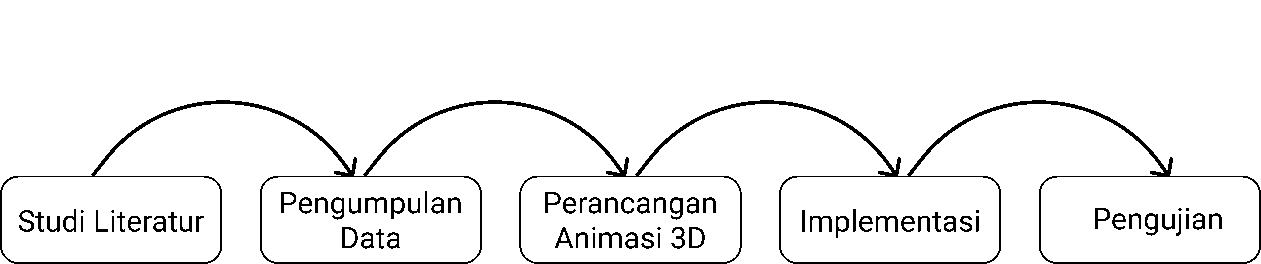 Studi Literatur
Pengumpulan
Data
Perancangan
Animasi 3D
Implementasi
Pengujian